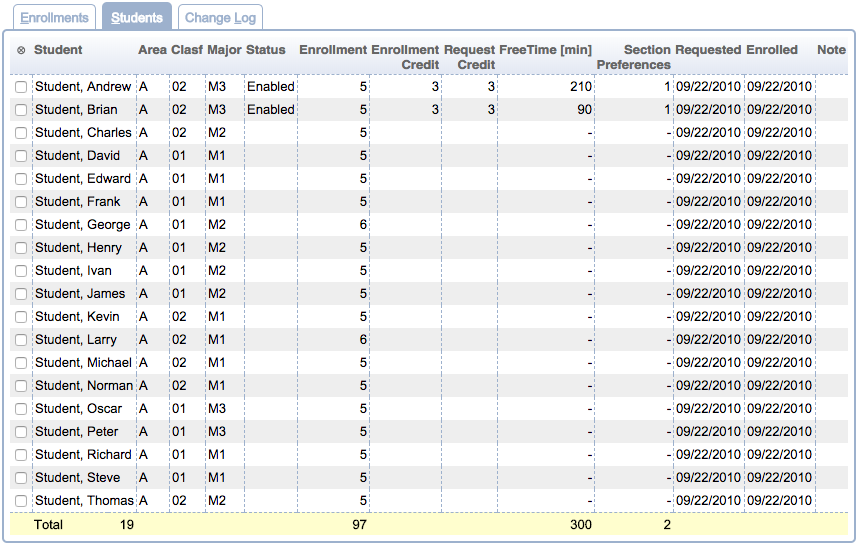 Enrollments Students Change Log
⊗ Student Area Clasf Major Status Enrollment Enrollment Request FreeTime [min] Section Requested Enrolled Note
Credit Credit Preferences
Student, Andrew A 02 M3 Enabled 5 3 3 210 1 09/22/2010 09/22/2010
Student, Brian A 02 M3 Enabled 5 3 3 90 1 09/22/2010 09/22/2010
Student, Charles A 02 M2 5 - - 09/22/2010 09/22/2010
Student, David A 01 M1 5 - - 09/22/2010 09/22/2010
Student, Edward A 01 M1 5 - - 09/22/2010 09/22/2010
Student, Frank A 01 M1 5 - - 09/22/2010 09/22/2010
Student, George A 01 M2 6 - - 09/22/2010 09/22/2010
Student, Henry A 01 M2 5 - - 09/22/2010 09/22/2010
Student, Ivan A 01 M2 5 - - 09/22/2010 09/22/2010
Student, James A 01 M2 5 - - 09/22/2010 09/22/2010
Student, Kevin A 02 M1 5 - - 09/22/2010 09/22/2010
Student, Larry A 02 M1 6 - - 09/22/2010 09/22/2010
Student, Michael A 02 M1 5 - - 09/22/2010 09/22/2010
Student, Norman A 02 M1 5 - - 09/22/2010 09/22/2010
Student, Oscar A 01 M3 5 - - 09/22/2010 09/22/2010
Student, Peter A 01 M3 5 - - 09/22/2010 09/22/2010
Student, Richard A 01 M1 5 - - 09/22/2010 09/22/2010
Student, Steve A 01 M1 5 - - 09/22/2010 09/22/2010
Student, Thomas A 02 M2 5 - - 09/22/2010 09/22/2010
Total 19 97 300 2